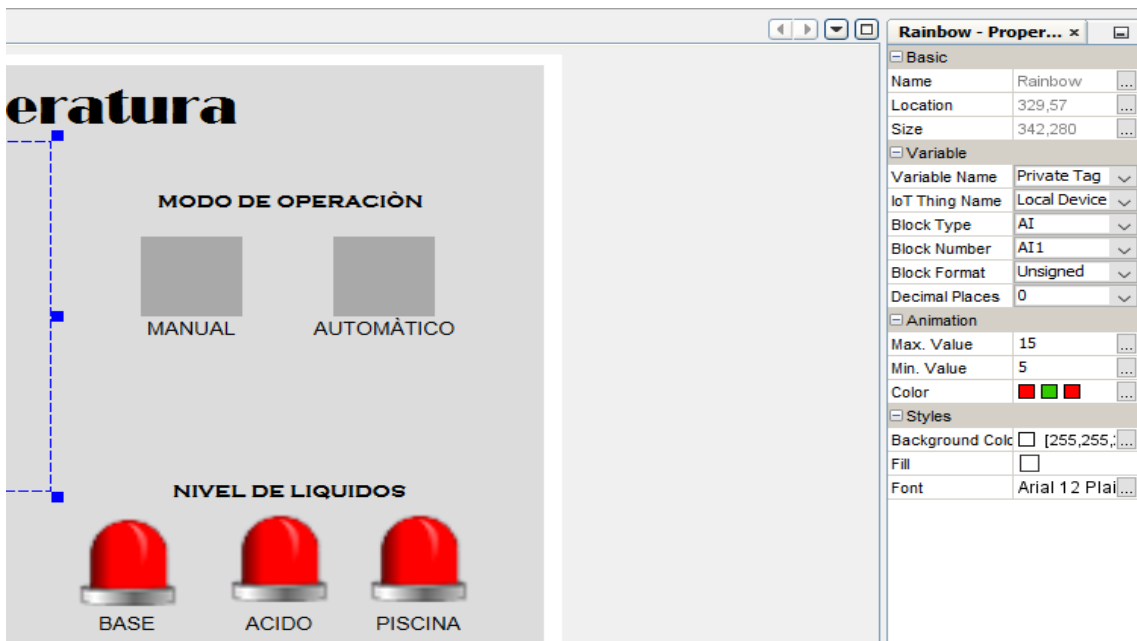 eratura
MODO DE OPERACIÒN
MANUAL AUTOMÀTICO
NIVEL DE LIQUIDOS
BASE ACIDO PISCINA
Rainbow - Proper... ×
Basic
Name Rainbow ...
Location 329,57 ...
Size 342,280 ...
Variable
Variable Name Private Tag
IoT Thing Name Local Device
Block Type AI
Block Number AI1
Block Format Unsigned
Decimal Places 0
Animation
Max. Value 15 ...
Min. Value 5 ...
Color ...
Styles
Background Colo [255,255,: ...
Fill
Font Arial 12 Plai ...